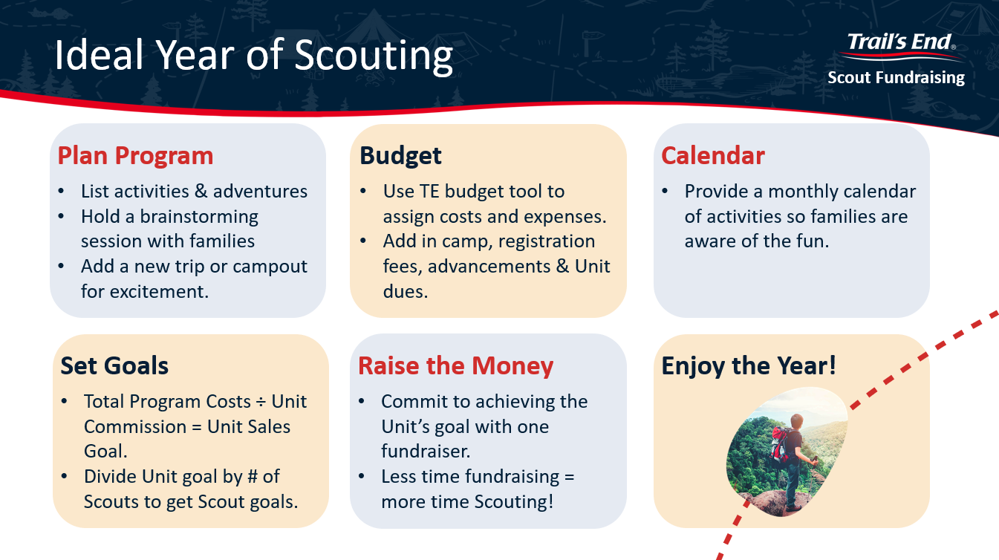 Ideal Year of Scouting
Trail's End®
Scout Fundraising
Plan Program
• List activities & adventures
• Hold a brainstorming
session with families
• Add a new trip or campout
for excitement.
Budget
• Use TE budget tool to
assign costs and expenses.
• Add in camp, registration
fees, advancements & Unit
dues.
Calendar
• Provide a monthly calendar
of activities so families are
aware of the fun.
Set Goals
• Total Program Costs ÷ Unit
Commission = Unit Sales
Goal.
• Divide Unit goal by # of
Scouts to get Scout goals.
Raise the Money
• Commit to achieving the
Unit’s goal with one
fundraiser.
• Less time fundraising =
more time Scouting!
Enjoy the Year!